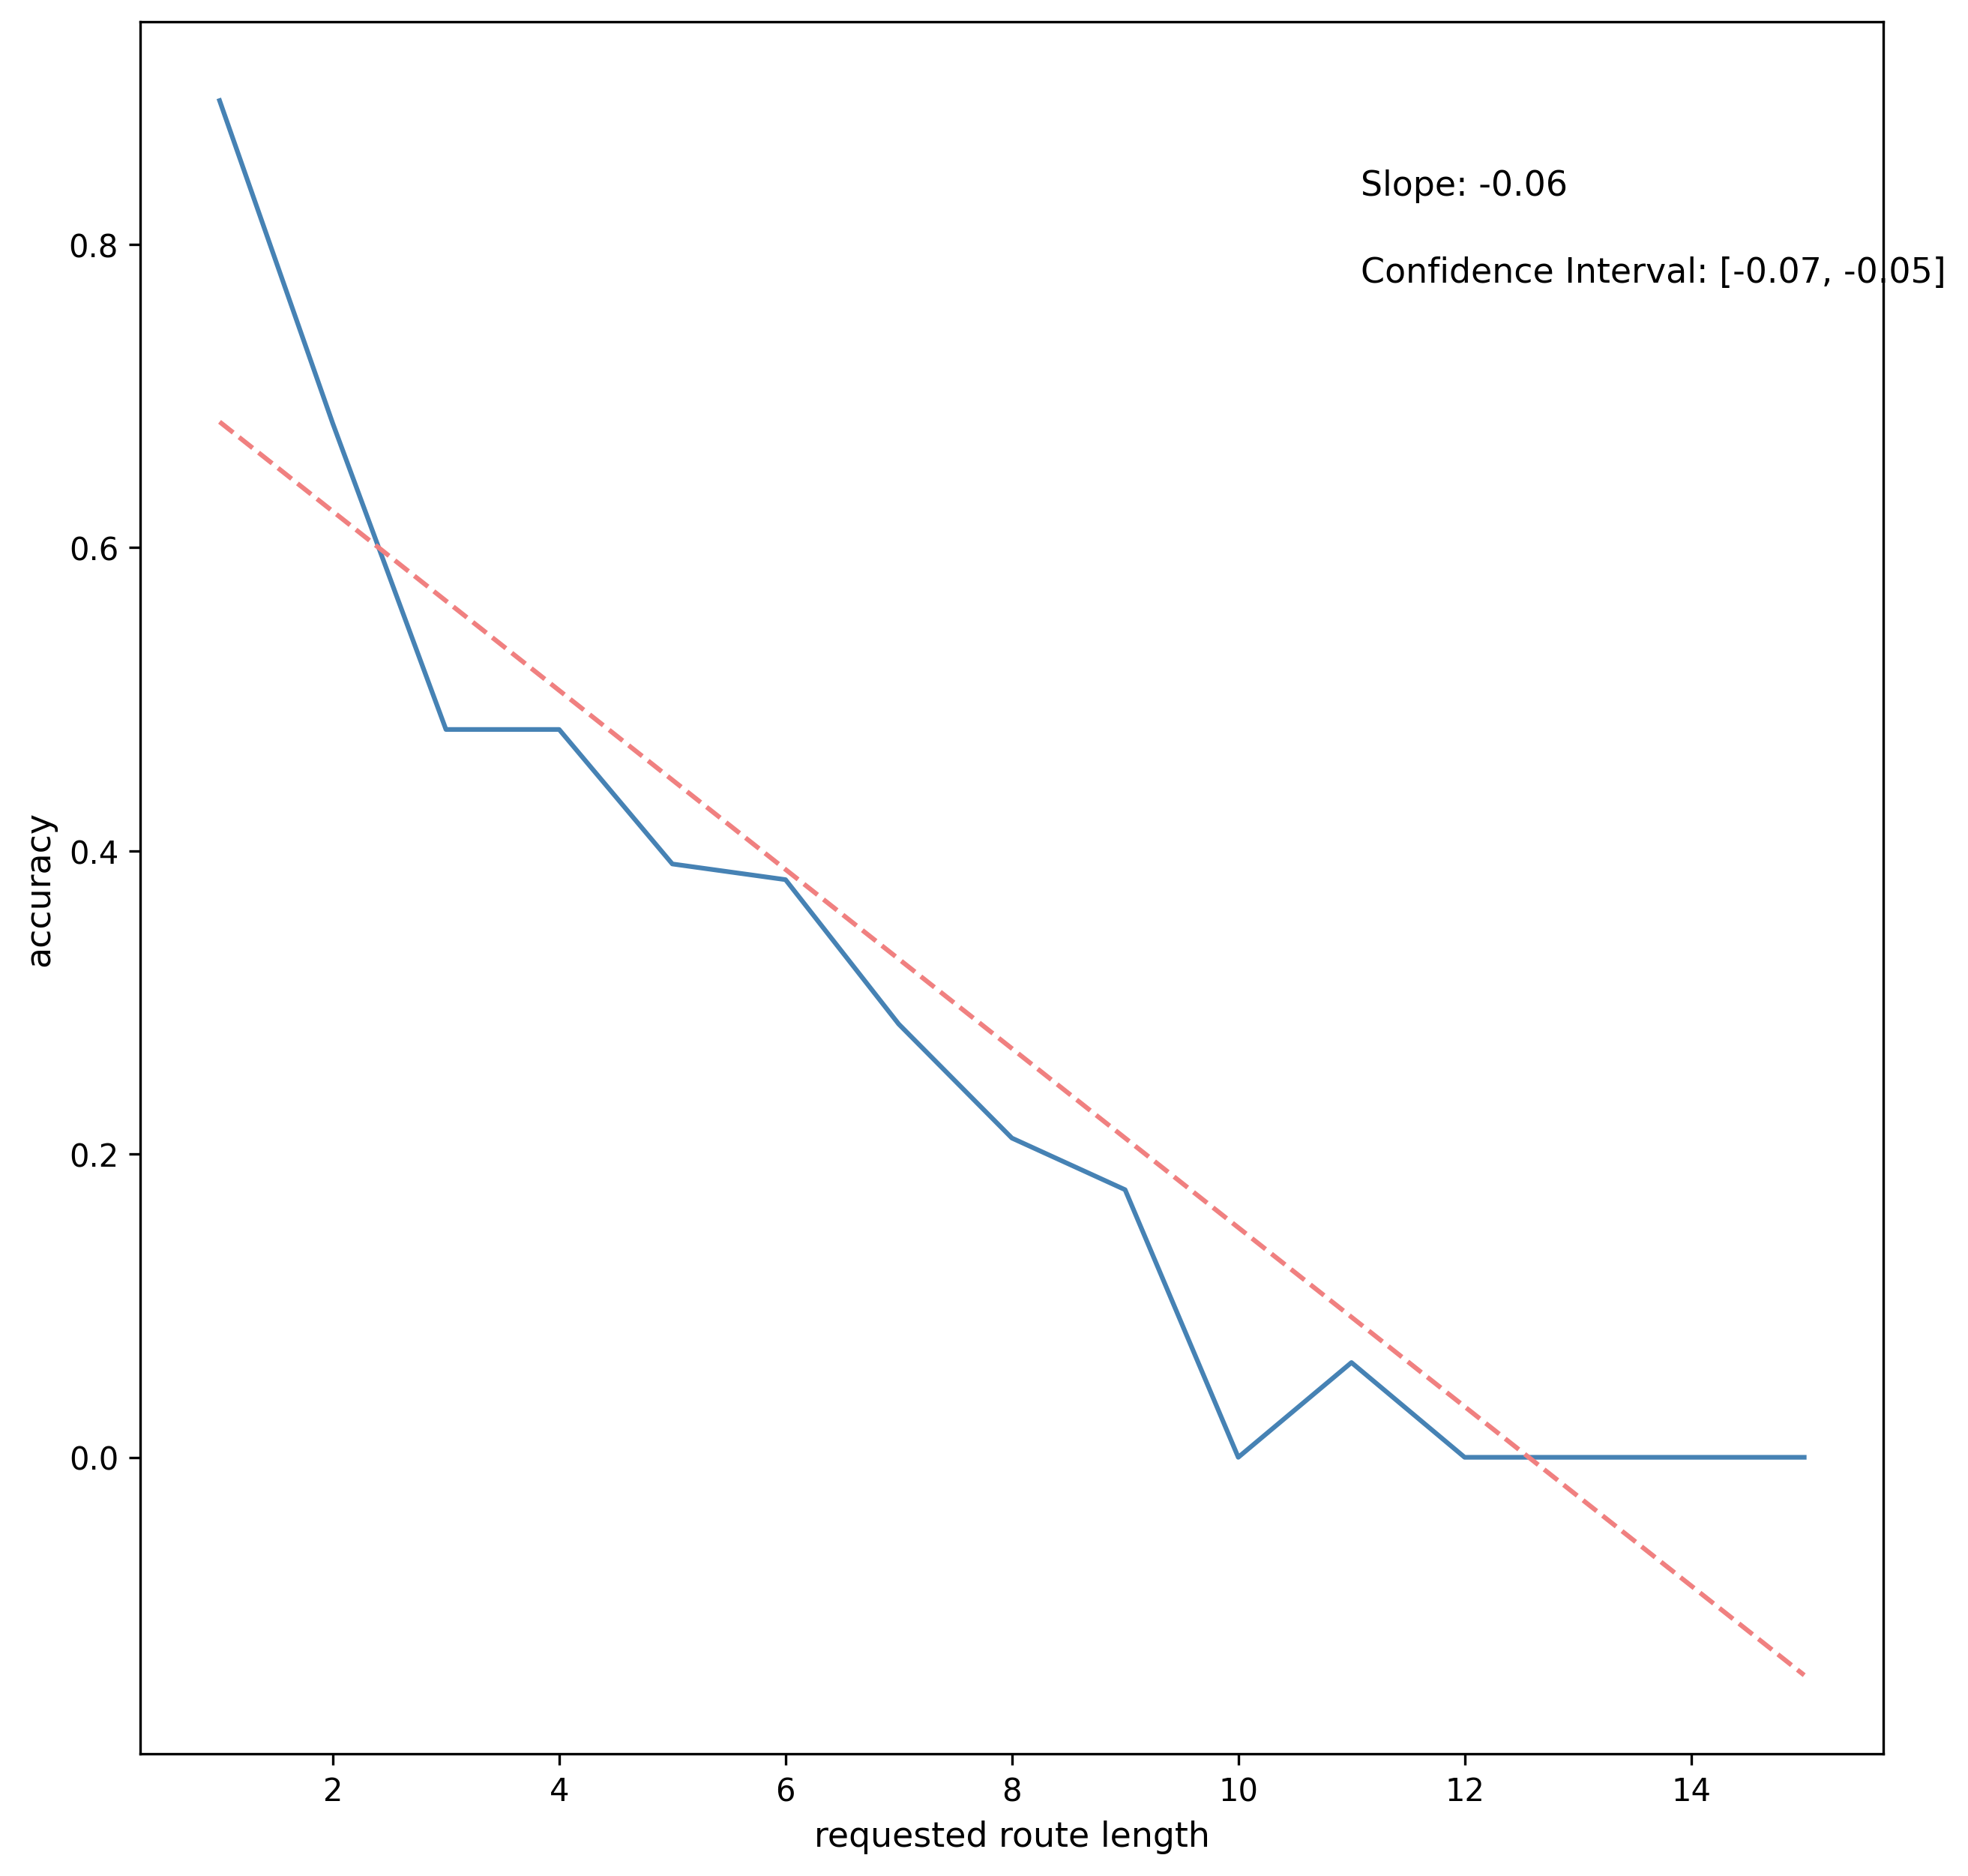 Slope: -0.06
0.8
Confidence Interval: [-0.07, -0.05]
0.6
accuracy
0.4
0.2
0.0
2 4 6 8 10 12 14
requested route length